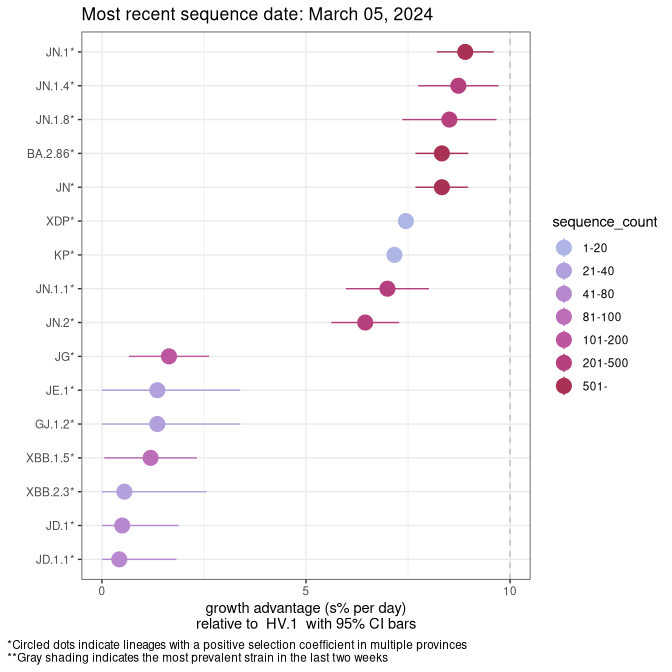 Most recent sequence date: March 05, 2024
JN.1*
JN.1.4*
JN.1.8*
BA.2.86*
JN*
XDP*
KP*
JN.1.1*
JN.2*
JG*
JE.1*
GJ.1.2*
XBB.1.5*
XBB.2.3*
JD.1*
JD.1.1*
0 5 10
growth advantage (s% per day)
relative to HV.1 with 95% CI bars
sequence_count
1-20
21-40
41-80
81-100
101-200
201-500
501-
*Circled dots indicate lineages with a positive selection coefficient in multiple provinces
**Gray shading indicates the most prevalent strain in the last two weeks